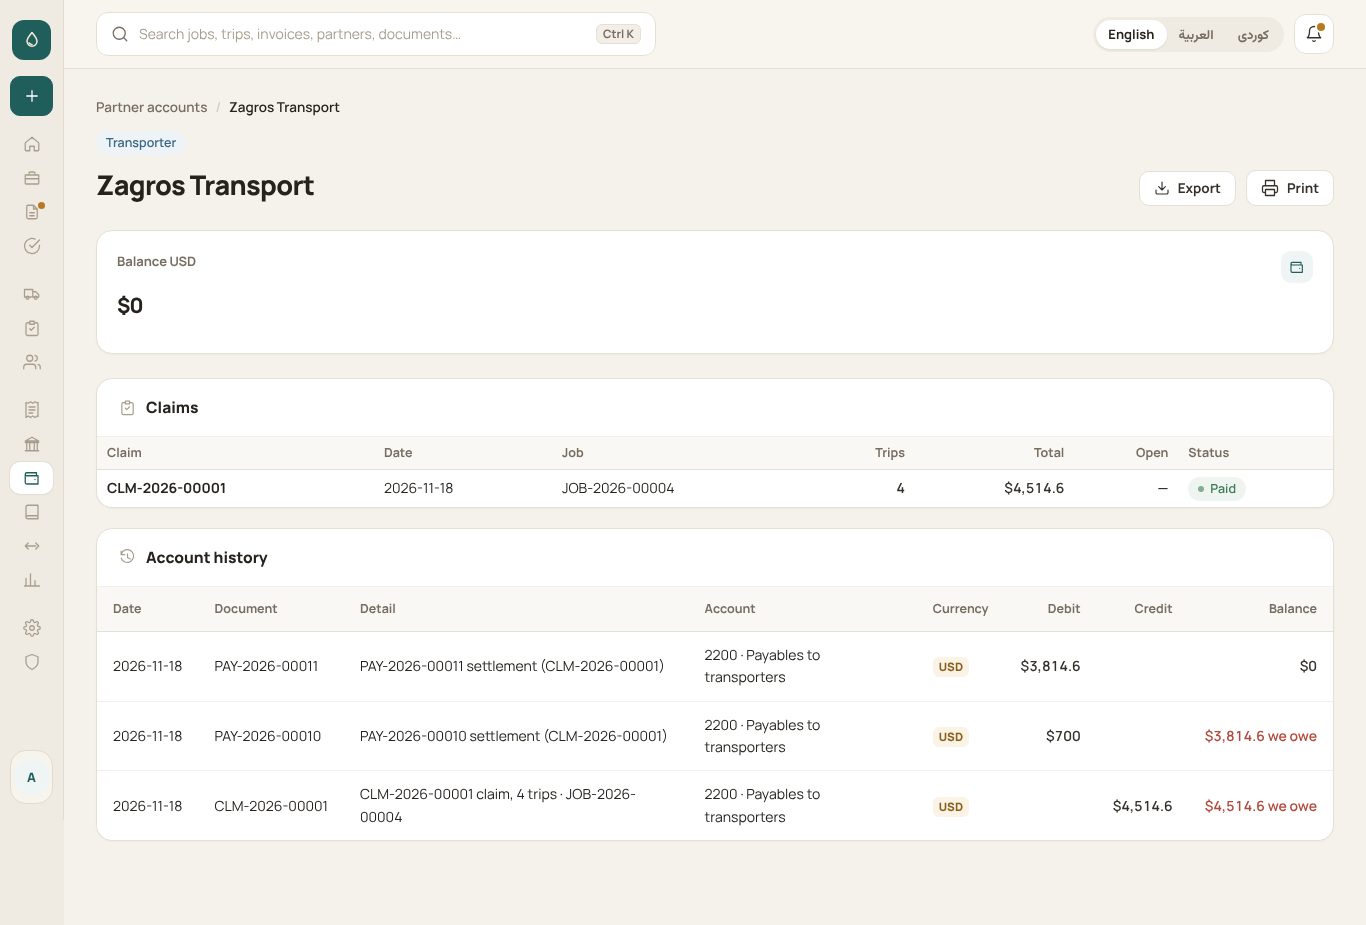 Search jobs, trips, invoices, partners, documents...
Ctrl K
English
العربية
کوردی
Partner accounts / Zagros Transport
Transporter
Zagros Transport
Export
Print
Balance USD
$0
Claims
Claim Date Job Trips Total Open Status
CLM-2026-00001 2026-11-18 JOB-2026-00004 4 $4,514.6 — Paid
Account history
Date Document Detail Account Currency Debit Credit Balance
2026-11-18 PAY-2026-00011 PAY-2026-00011 settlement (CLM-2026-00001) 2200 · Payables to
transporters USD $3,814.6 $0
2026-11-18 PAY-2026-00010 PAY-2026-00010 settlement (CLM-2026-00001) 2200 · Payables to
transporters USD $700 $3,814.6 we owe
2026-11-18 CLM-2026-00001 CLM-2026-00001 claim, 4 trips · JOB-2026-
00004 2200 · Payables to
transporters USD $4,514.6 $4,514.6 we owe
A